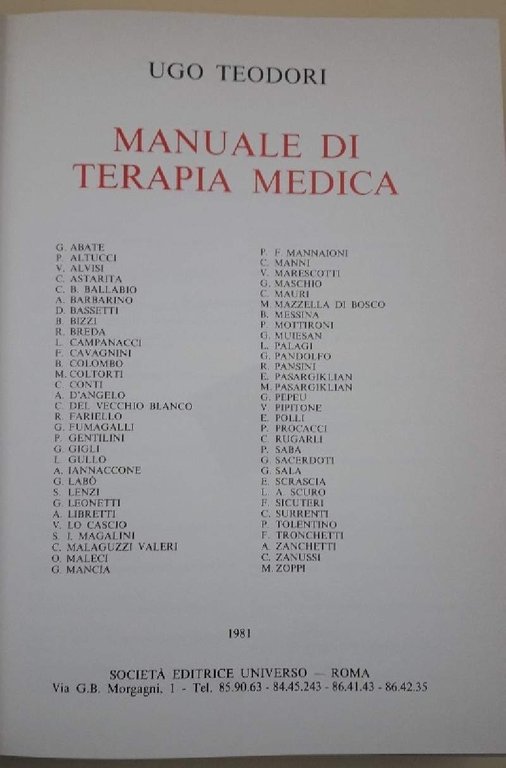 UGO TEODORI
MANUALE DI
TERAPIA MEDICA
G. ABATE
P. ALTUCCI
V. ALVISI
C. ASTARITA
C. B. BALLABIO
A. BARBARINO
D. BASSETTI
B. BIZZI
R. BREDA
L. CAMPANACCI
F. CAVAGNINI
B. COLOMBO
M. COLTORTI
C. CONTI
A. D'ANGELO
C. DEL VECCHIO BLANCO
R. FARIELLO
G. FUMAGALLI
P. GENTILINI
G. GIGLI
L. GULLO
A. IANNACCONE
G. LABÓ
S. LENZI
G. LEONETTI
A. LIBRETTI
V. LO CASCIO
S. I. MAGALINI
C. MALAGUZZI VALERI
O. MALECI
G. MANCIA
P. F. MANNAIONI
C. MANNI
V. MARESCOTTI
G. MASCHIO
C. MAURI
M. MAZZELLA DI BOSCO
B. MESSINA
P. MOTTIRONI
G. MUIESAN
L. PALAGI
G. PANDOLFO
R. PANSINI
E. PASARGIKLIAN
M. PASARGIKLIAN
G. PEPEU
V. PIPITONE
E. POLLI
P. PROCACCI
C. RUGARLI
P. SABA
G. SACERDOTI
G. SALA
E. SCRASCIA
L. A. SCURO
F. SICUTERI
C. SURRENTI
P. TOLENTINO
F. TRONCHETTI
A. ZANCHETTI
C. ZANUSSI
M. ZOPPI
1981
SOCIETÀ EDITRICE UNIVERSO — ROMA
Via G.B. Morgagni, 1 - Tel. 85.90.63 - 84.45.243 - 86.41.43 - 86.42.35